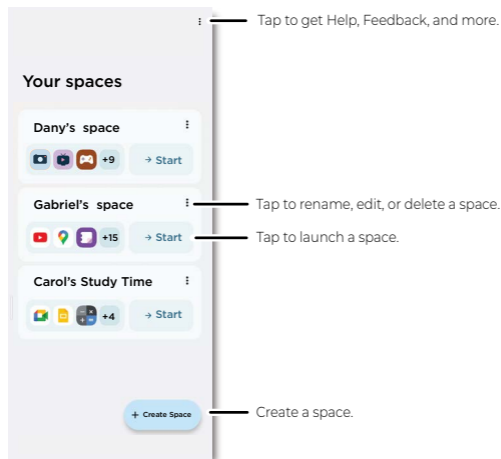 Tap to get Help, Feedback, and more.
Your spaces
Dany's space
+9
→ Start
Gabriel's space
Tap to rename, edit, or delete a space.
+15
→ Start
Tap to launch a space.
Carol's Study Time
+4
→ Start
+ Create Space
Create a space.